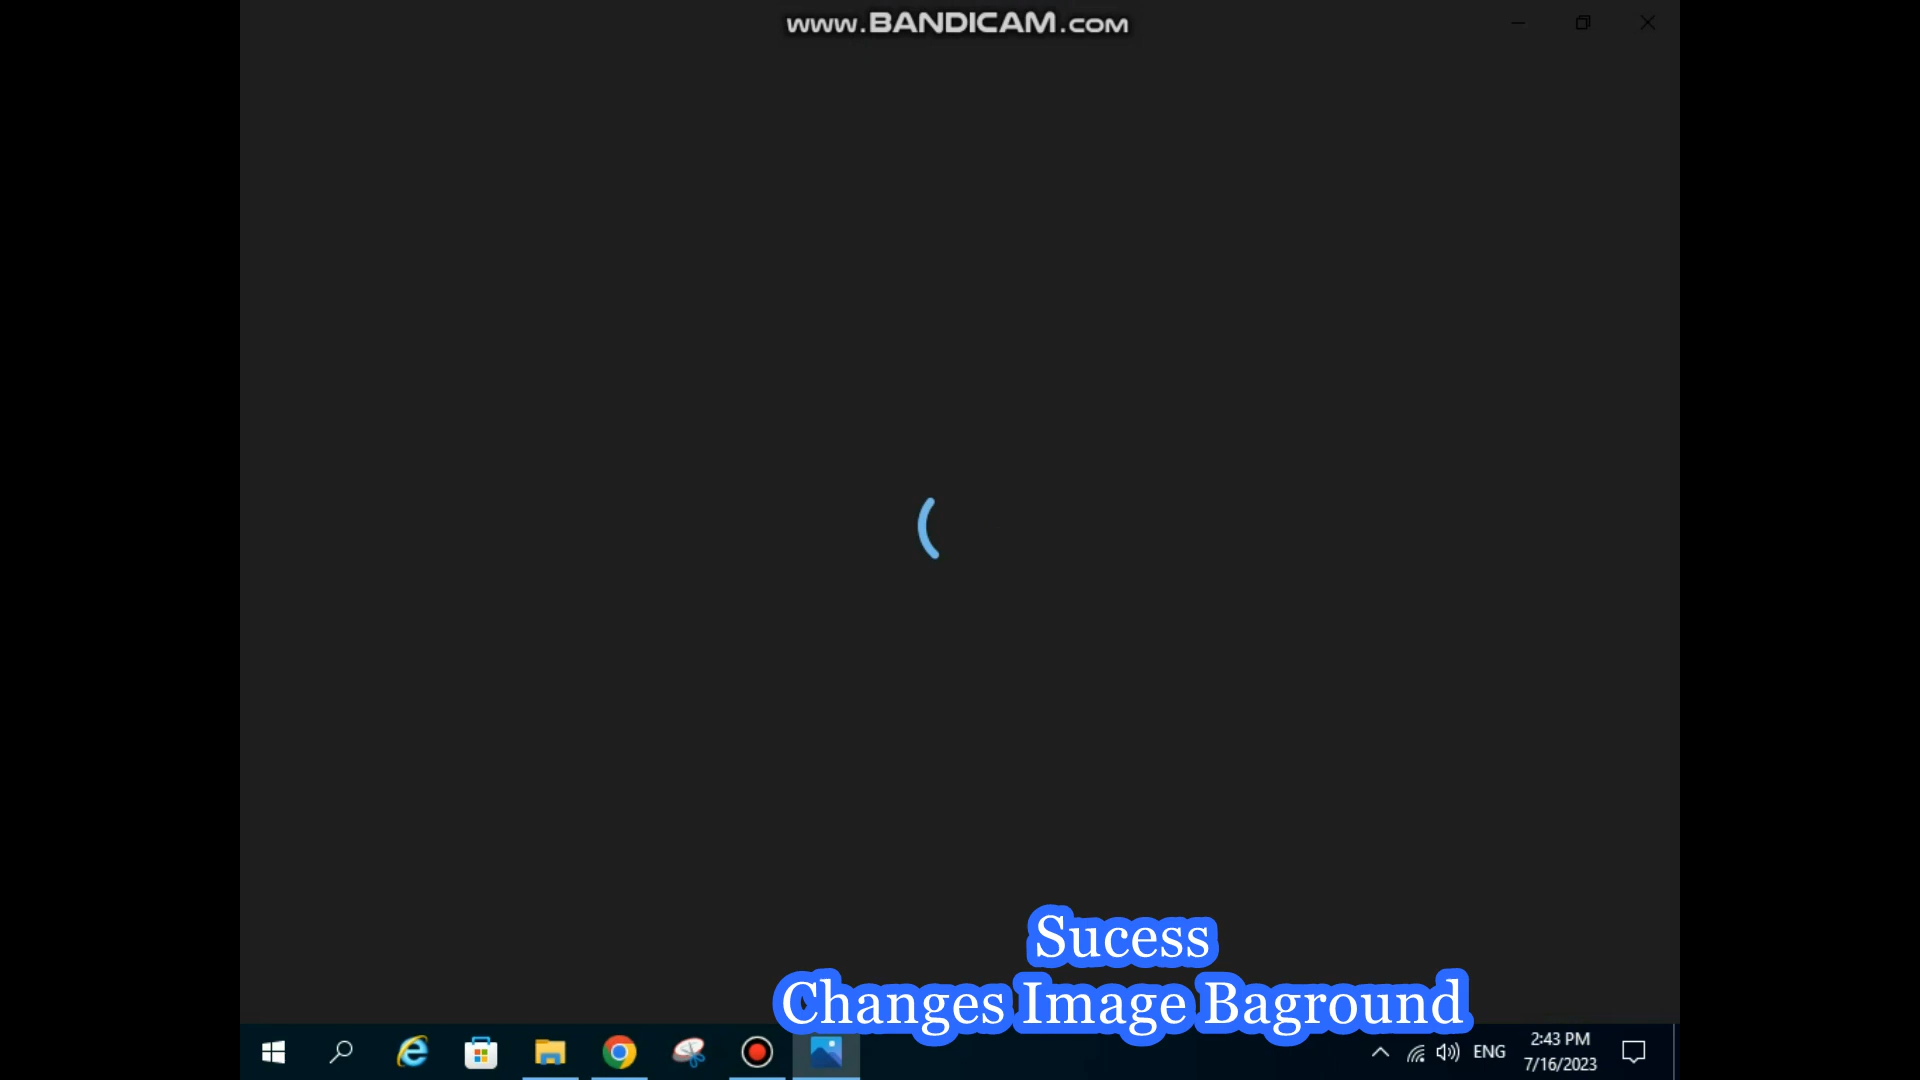 www.BANDICAM.com
Sucess
Changes Image Baground
ENG
2:43 PM
7/16/2023